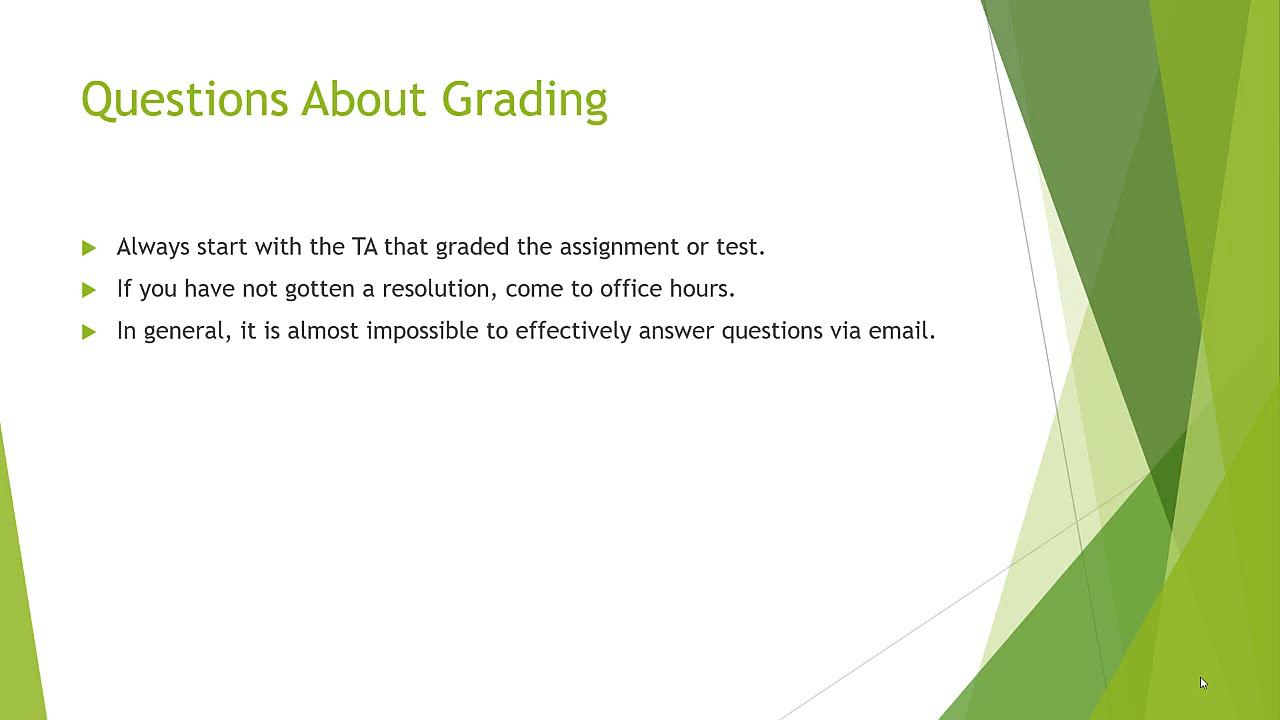 Questions About Grading
Always start with the TA that graded the assignment or test.
If you have not gotten a resolution, come to office hours.
In general, it is almost impossible to effectively answer questions via email.